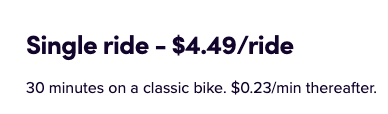 Single ride - $4.49/ride
30 minutes on a classic bike. $0.23/min thereafter.